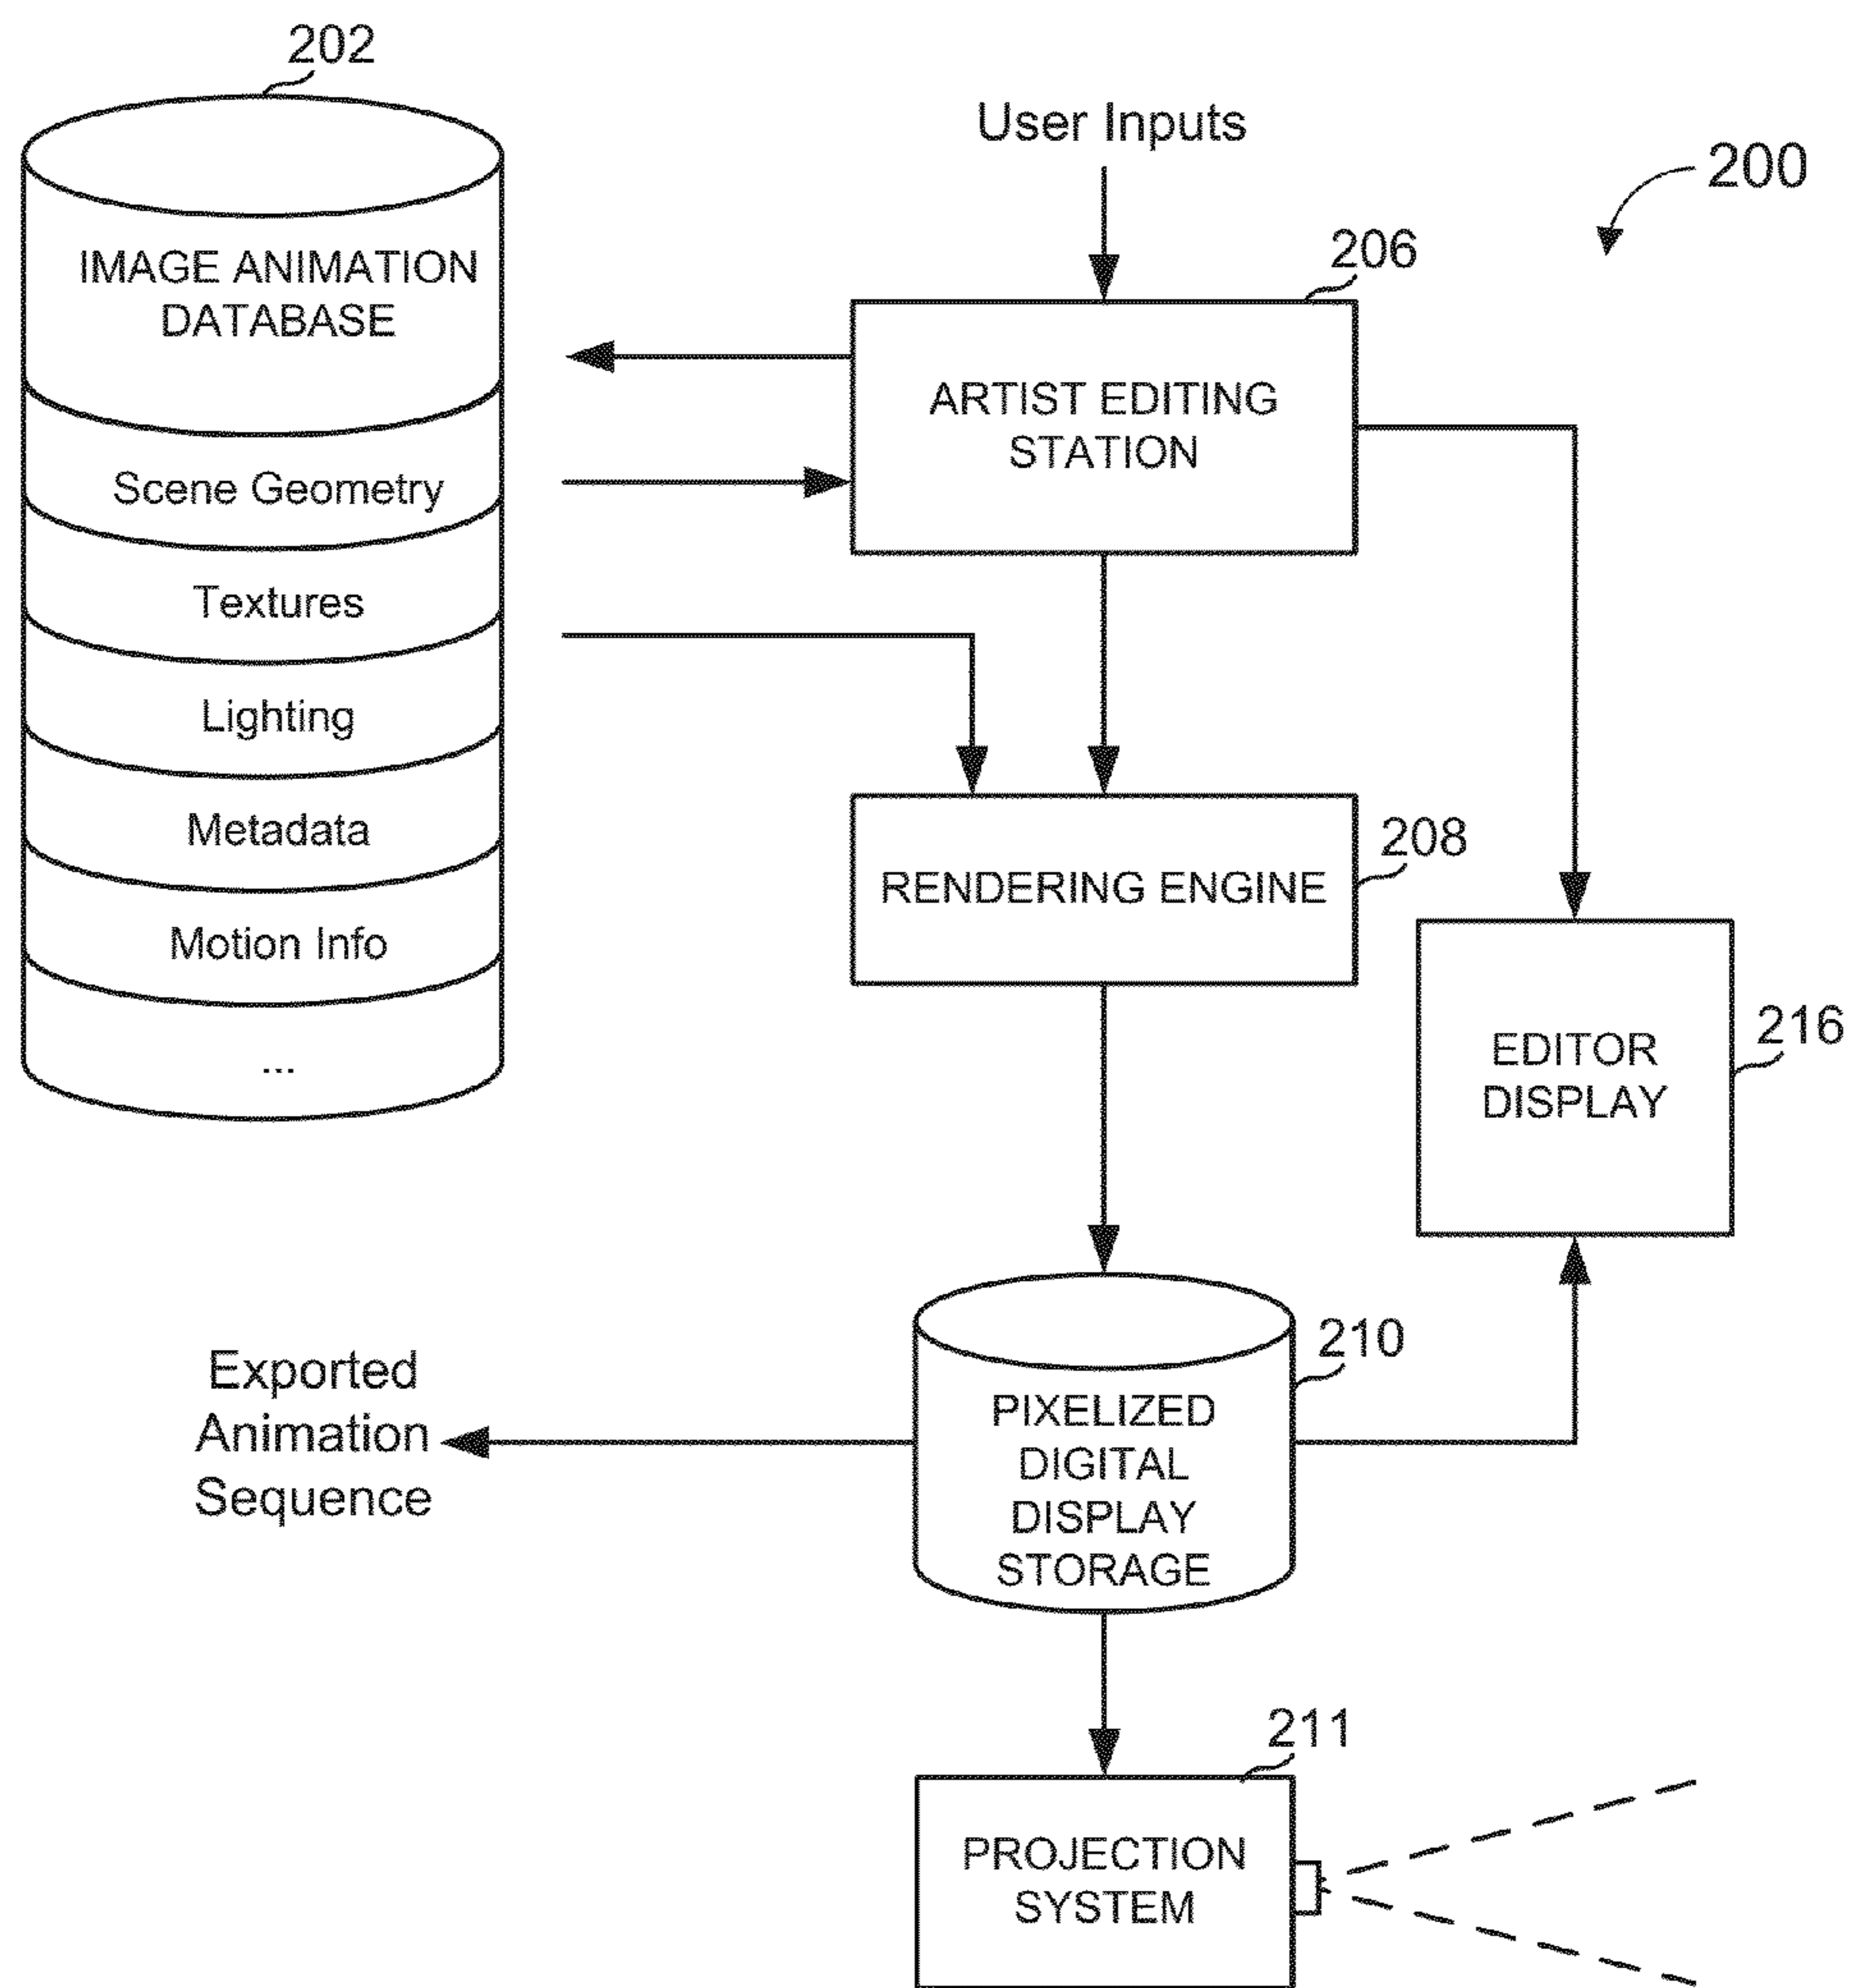 202
User Inputs
200
IMAGE ANIMATION
DATABASE
206
ARTIST EDITING
STATION
Scene Geometry
Textures
Lighting
Metadata
Motion Info
...
208
RENDERING ENGINE
216
EDITOR
DISPLAY
210
PIXELIZED
DIGITAL
DISPLAY
STORAGE
Exported
Animation
Sequence
211
PROJECTION
SYSTEM